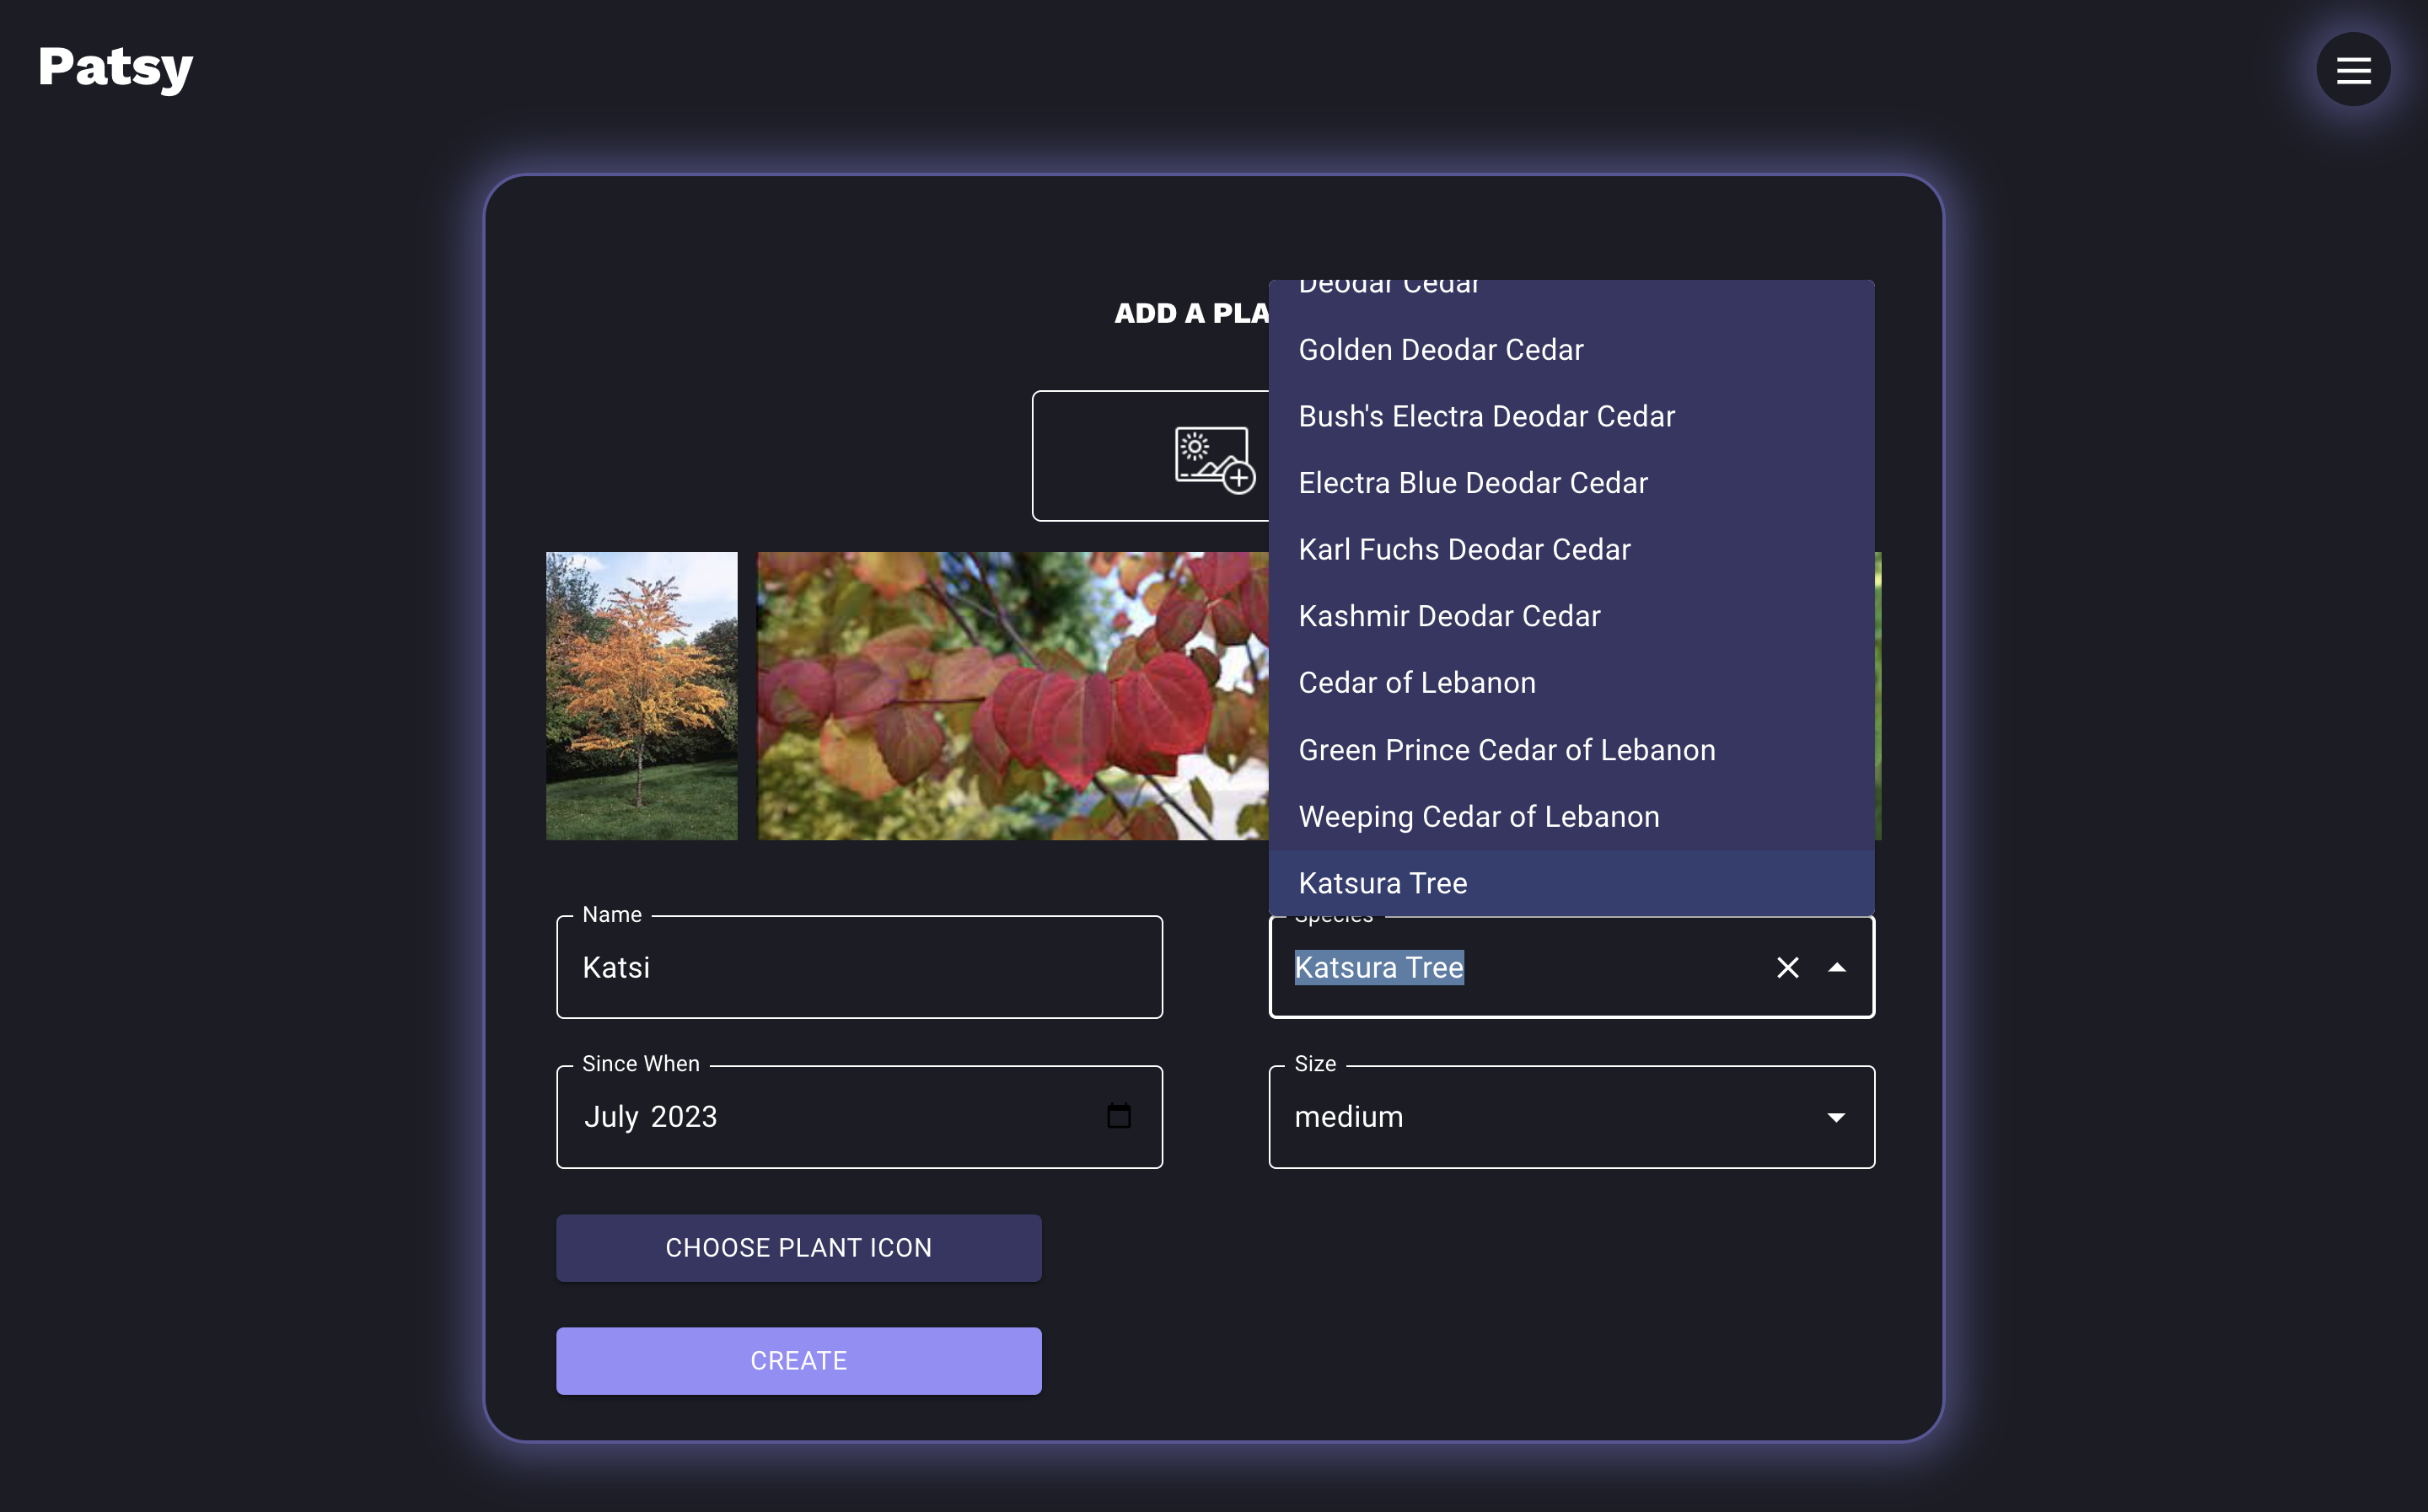 Patsy
ADD A PLA
Deodar Cedar
Golden Deodar Cedar
Bush's Electra Deodar Cedar
Electra Blue Deodar Cedar
Karl Fuchs Deodar Cedar
Kashmir Deodar Cedar
Cedar of Lebanon
Green Prince Cedar of Lebanon
Weeping Cedar of Lebanon
Katsura Tree
Name
Katsi
Species
Katsura Tree
Since When
July 2023
Size
medium
CHOOSE PLANT ICON
CREATE